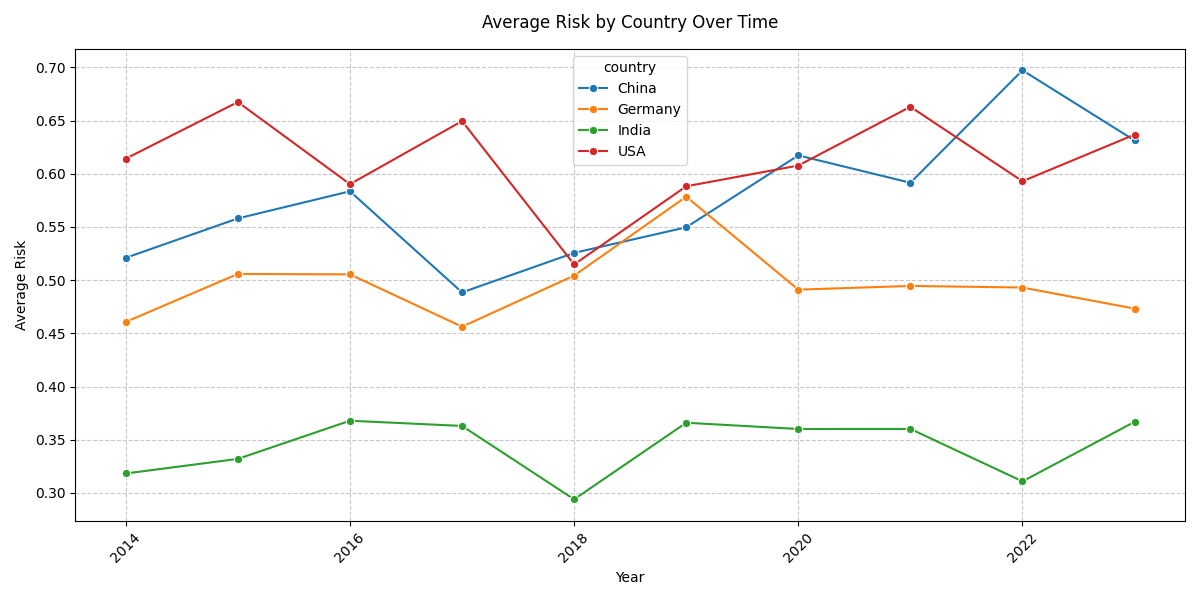 Average Risk by Country Over Time
country
China
Germany
India
USA
Average Risk
0.70
0.65
0.60
0.55
0.50
0.45
0.40
0.35
0.30
2014
2016
2018
2020
2022
Year